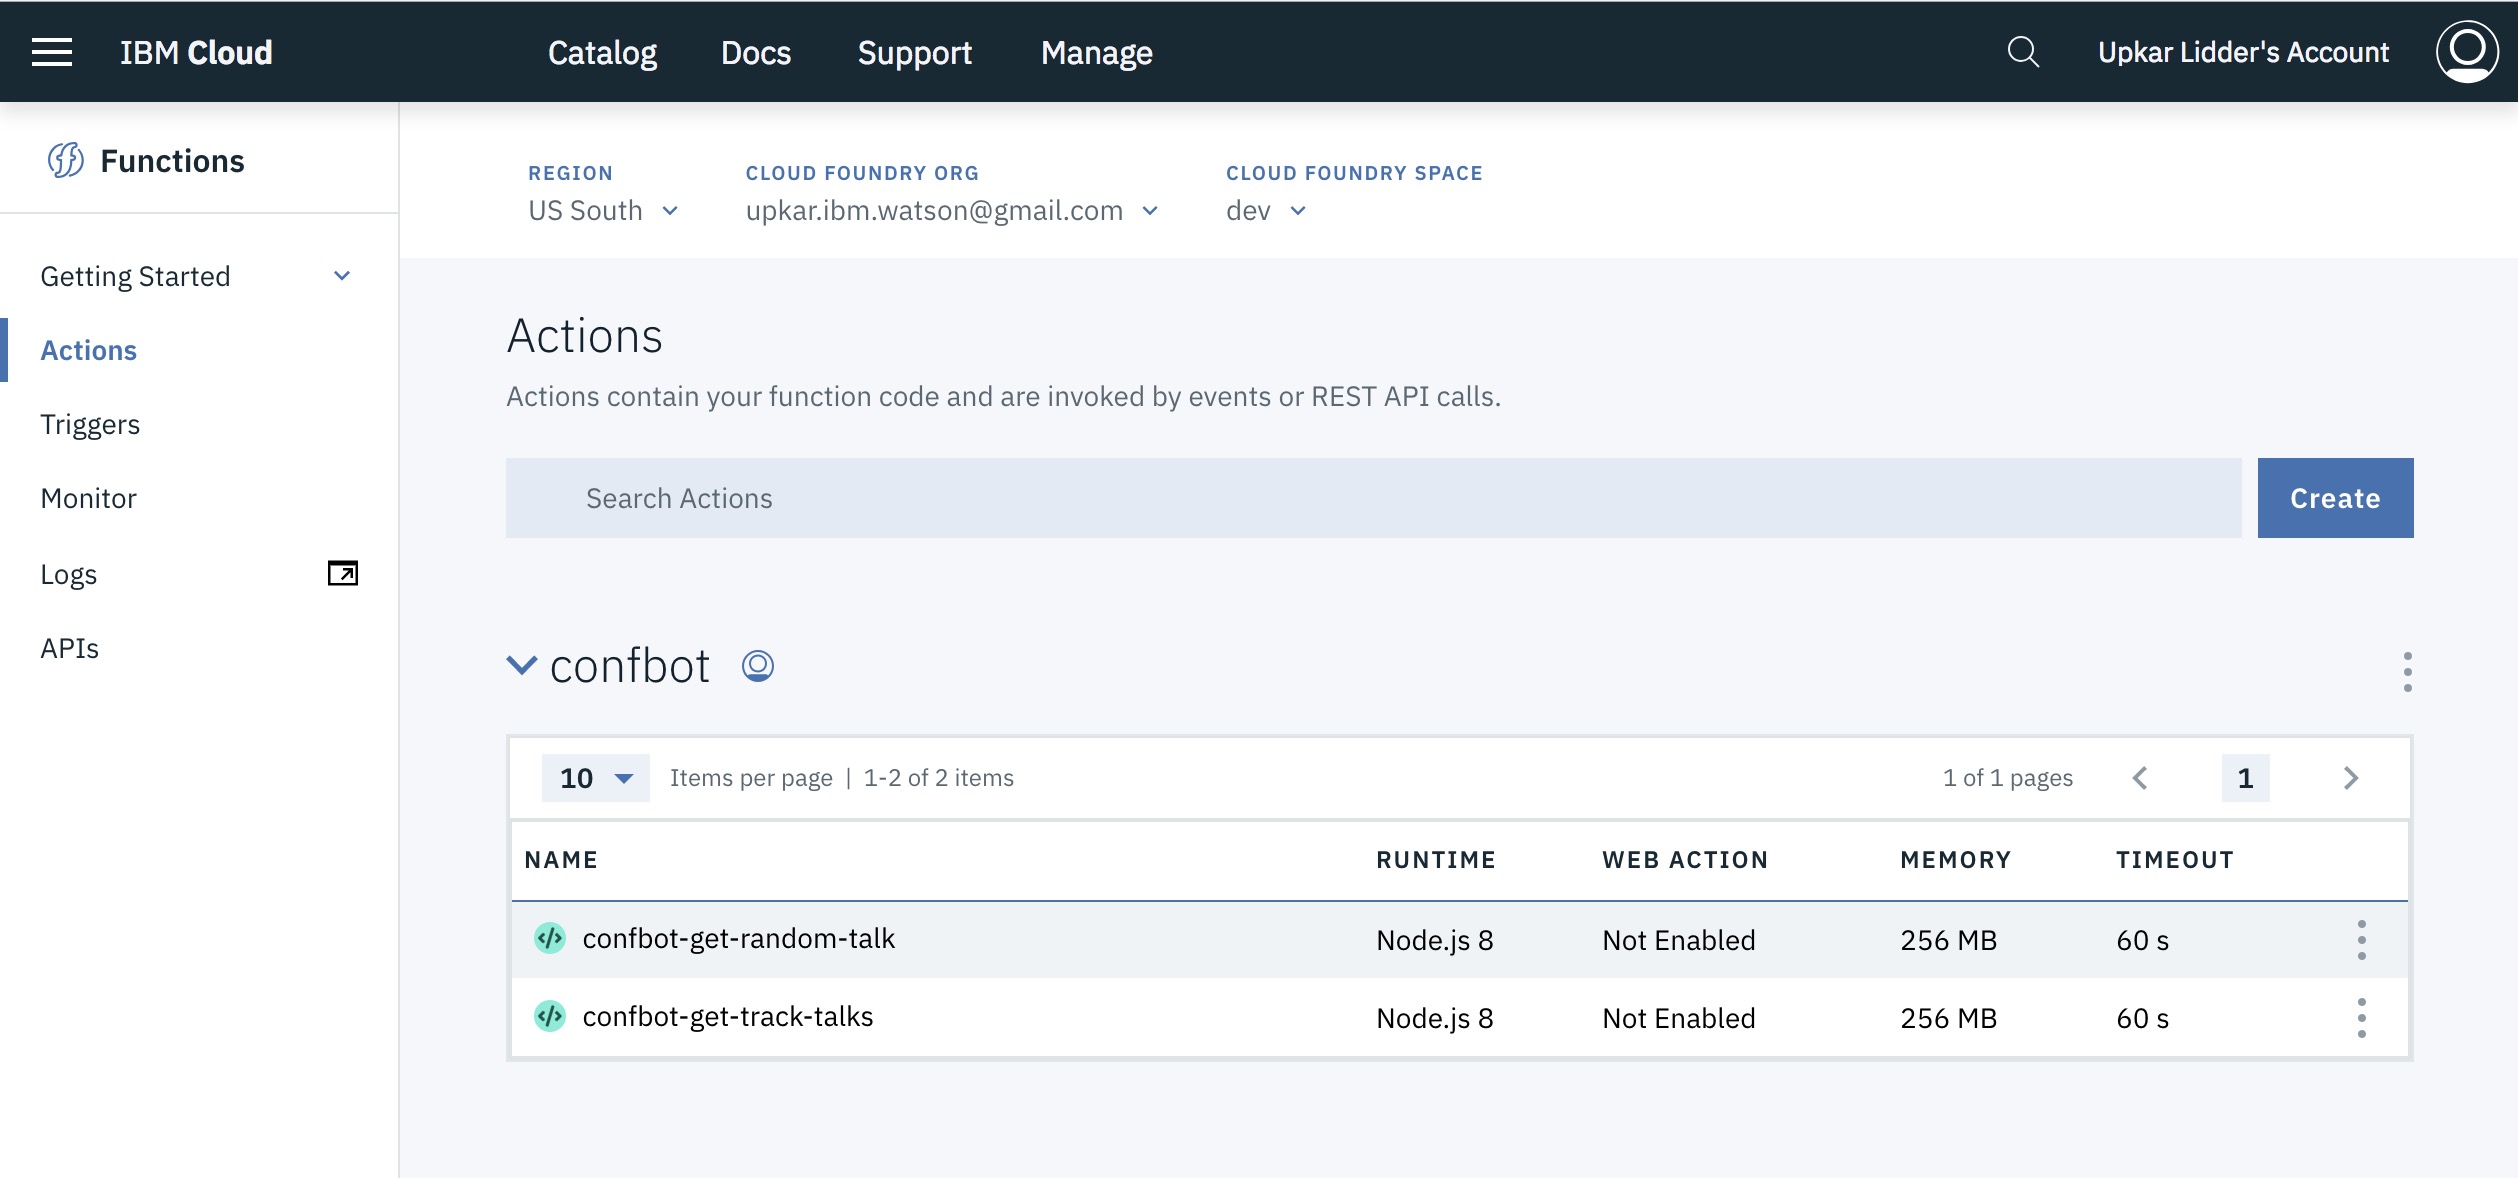 IBM Cloud Catalog Docs Support Manage Upkar Lidder's Account
Functions
Getting Started
Actions
Triggers
Monitor
Logs
APIs
REGION CLOUD FOUNDRY ORG CLOUD FOUNDRY SPACE
US South upkar.ibm.watson@gmail.com dev
Actions
Actions contain your function code and are invoked by events or REST API calls.
Search Actions Create
confbot
10 Items per page | 1-2 of 2 items 1 of 1 pages 1
NAME RUNTIME WEB ACTION MEMORY TIMEOUT
</> confbot-get-random-talk Node.js 8 Not Enabled 256 MB 60 s
</> confbot-get-track-talks Node.js 8 Not Enabled 256 MB 60 s